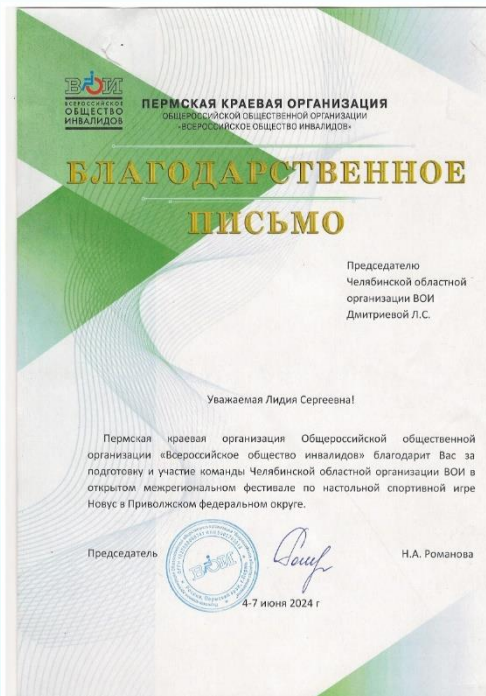 ВОИ
ВСЕРОССИЙСКОЕ
ОБЩЕСТВО
ИНВАЛИДОВ
ПЕРМСКАЯ КРАЕВАЯ ОРГАНИЗАЦИЯ
ОБЩЕРОССИЙСКОЙ ОБЩЕСТВЕННОЙ ОРГАНИЗАЦИИ
«ВСЕРОССИЙСКОЕ ОБЩЕСТВО ИНВАЛИДОВ»
БЛАГОДАРСТВЕННОЕ
ПИСЬМО
Председателю
Челябинской областной
организации ВОИ
Дмитриевой Л.С.
Уважаемая Лидия Сергеевна!
Пермская краевая организация Общероссийской общественной
организации «Всероссийское общество инвалидов» благодарит Вас за
подготовку и участие команды Челябинской областной организации ВОИ в
открытом межрегиональном фестивале по настольной спортивной игре
Новус в Приволжском федеральном округе.
Председатель
Н.А. Романова
ВОИ
4-7 июня 2024 г